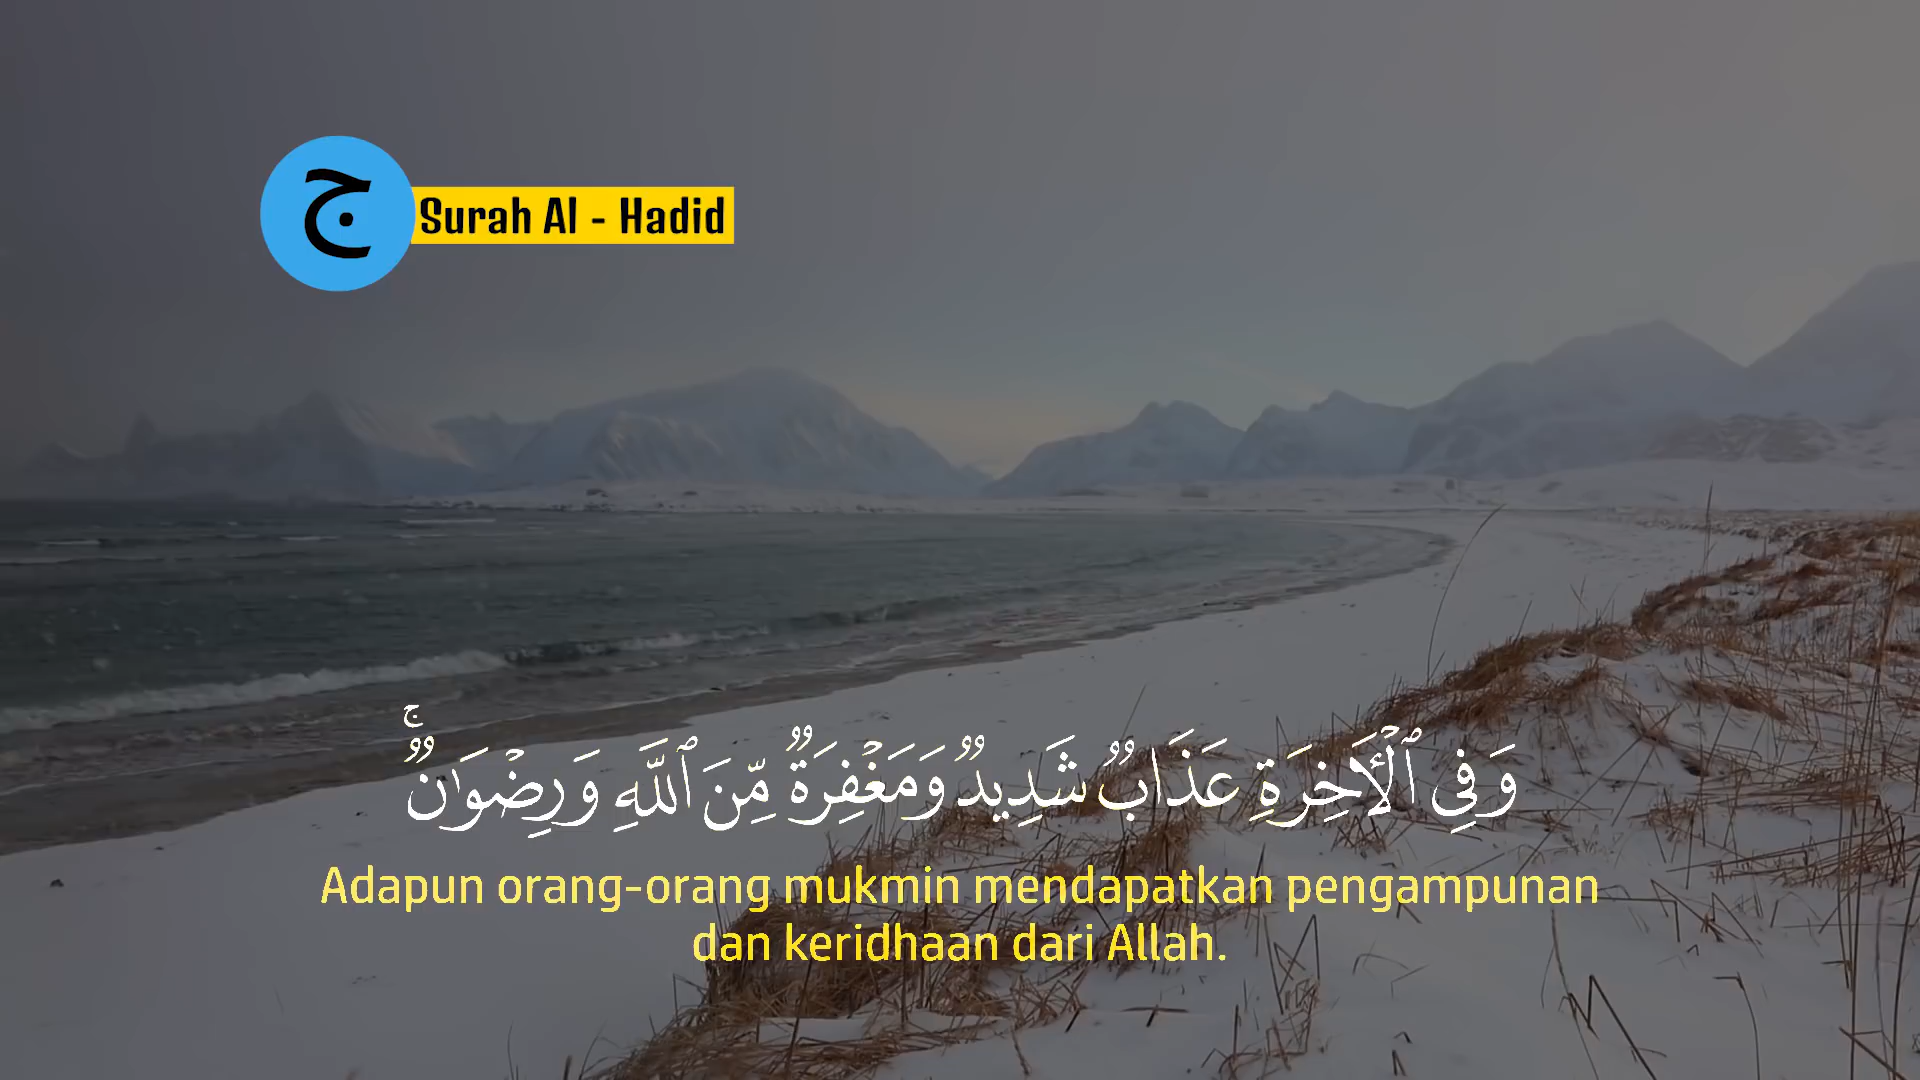 ج
Surah Al - Hadid
وَفِي ٱلْأَخِرَةِ عَذَابٌ شَدِيدٌ وَمَغْفِرَةٌ مِّنَ ٱللَّهِ وَرِضْوَٰنٌ ۚ
Adapun orang-orang mukmin mendapatkan pengampunan
dan keridhaan dari Allah.